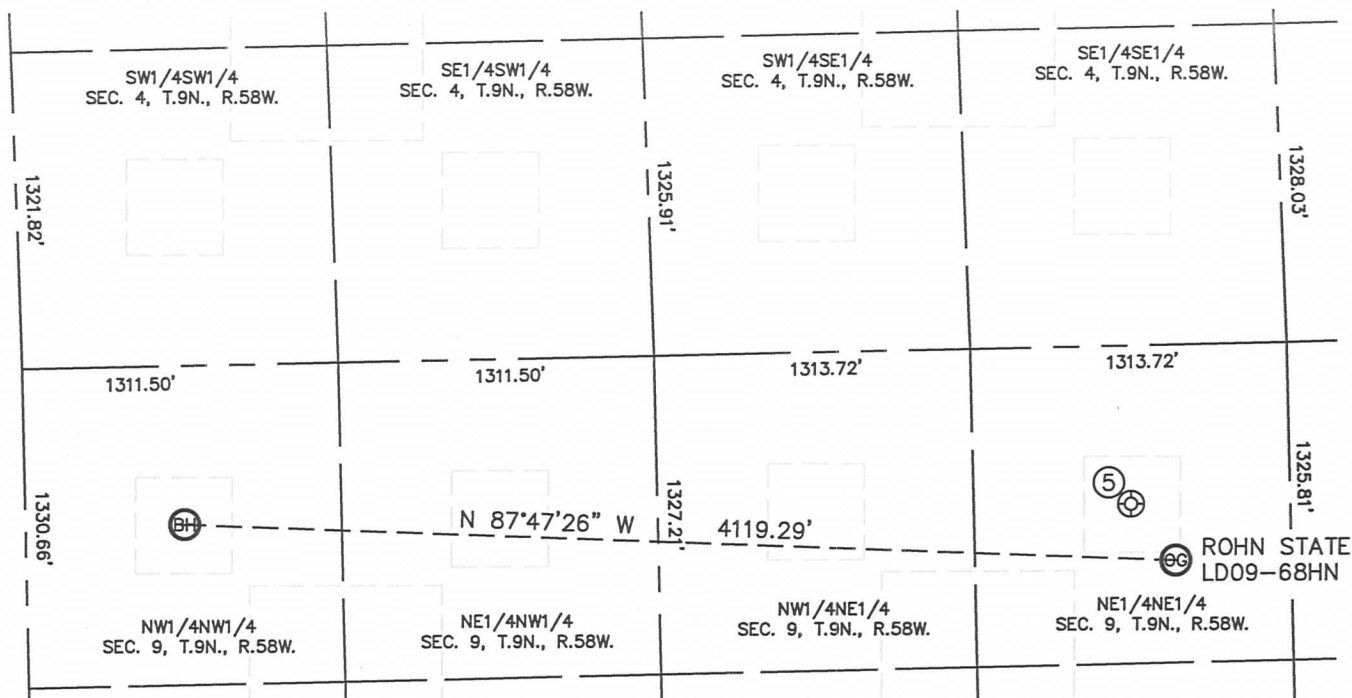 SW1/4SW1/4
SEC. 4, T.9N., R.58W.
SE1/4SW1/4
SEC. 4, T.9N., R.58W.
SW1/4SE1/4
SEC. 4, T.9N., R.58W.
SE1/4SE1/4
SEC. 4, T.9N., R.58W.
1321.82'
1325.91'
1328.03'
1311.50'
1311.50'
1313.72'
1313.72'
1330.66'
BH
N 87°47'26" W
1327.21'
4119.29'
5
1325.81'
OG
ROHN STATE
LD09-68HN
NW1/4NW1/4
SEC. 9, T.9N., R.58W.
NE1/4NW1/4
SEC. 9, T.9N., R.58W.
NW1/4NE1/4
SEC. 9, T.9N., R.58W.
NE1/4NE1/4
SEC. 9, T.9N., R.58W.